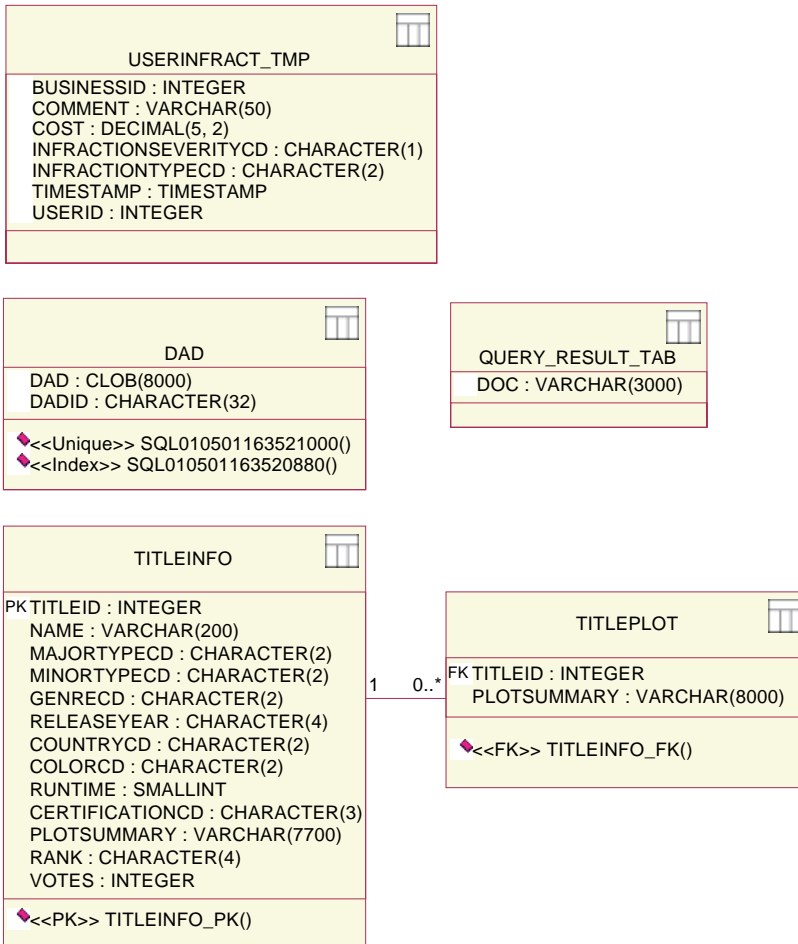 USERINFRACT_TMP
BUSINESSID : INTEGER
COMMENT : VARCHAR(50)
COST : DECIMAL(5, 2)
INFRACTIONSEVERITYCD : CHARACTER(1)
INFRACTIONTYPECD : CHARACTER(2)
TIMESTAMP : TIMESTAMP
USERID : INTEGER
DAD
DAD : CLOB(8000)
DADID : CHARACTER(32)
<<Unique>> SQL010501163521000()
<<Index>> SQL010501163520880()
QUERY_RESULT_TAB
DOC : VARCHAR(3000)
TITLEINFO
PK TITLEID : INTEGER
NAME : VARCHAR(200)
MAJORTYPECD : CHARACTER(2)
MINORTYPECD : CHARACTER(2)
GENRECD : CHARACTER(2)
RELEASEYEAR : CHARACTER(4)
COUNTRYCD : CHARACTER(2)
COLORCD : CHARACTER(2)
RUNTIME : SMALLINT
CERTIFICATIONCD : CHARACTER(3)
PLOTSUMMARY : VARCHAR(7700)
RANK : CHARACTER(4)
VOTES : INTEGER
<<PK>> TITLEINFO_PK()
1 0..*
TITLEPLOT
FK TITLEID : INTEGER
PLOTSUMMARY : VARCHAR(8000)
<<FK>> TITLEINFO_FK()